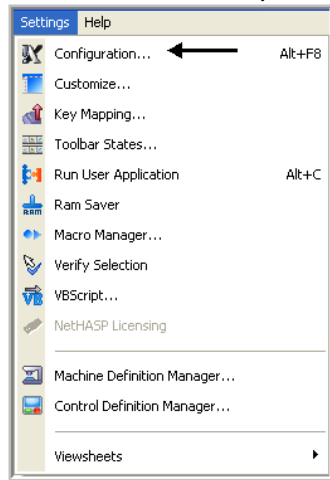 Settings Help
Configuration... Alt+F8
Customize...
Key Mapping...
Toolbar States...
Run User Application Alt+C
RAM Ram Saver
Macro Manager...
Verify Selection
VB VBScript...
NetHASP Licensing
Machine Definition Manager...
Control Definition Manager...
Viewsheets